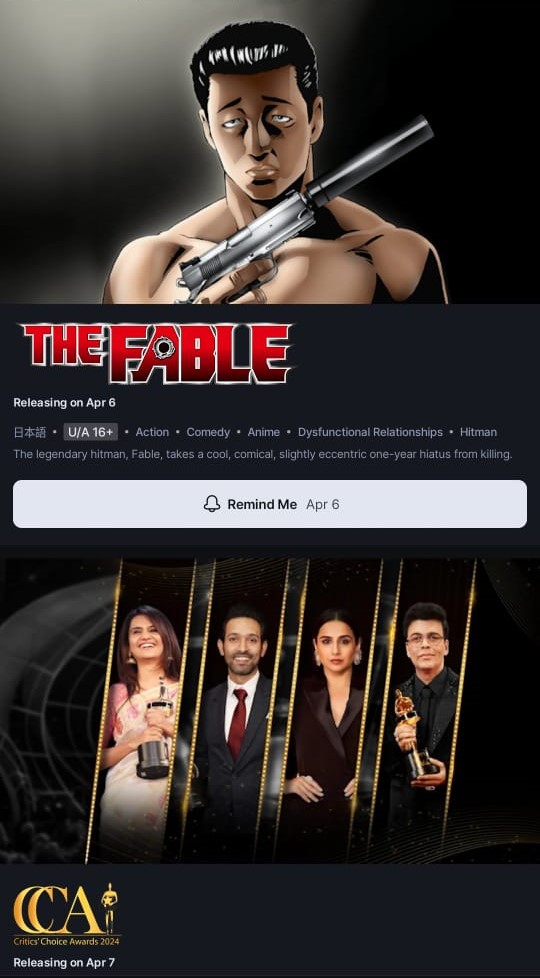 THE FABLE
Releasing on Apr 6
日本語 • U/A 16+ • Action • Comedy • Anime • Dysfunctional Relationships • Hitman
The legendary hitman, Fable, takes a cool, comical, slightly eccentric one-year hiatus from killing.
Remind Me Apr 6
CCA
Critics' Choice Awards 2024
Releasing on Apr 7